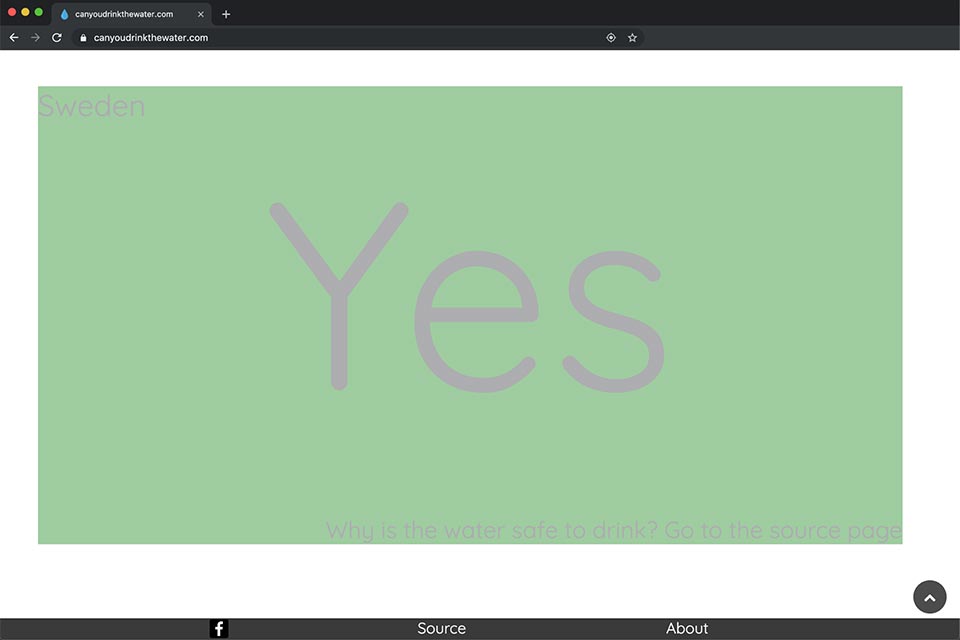 canyoudrinkthewater.com
canyoudrinkthewater.com
Sweden
Yes
Why is the water safe to drink? Go to the source page
Source
About